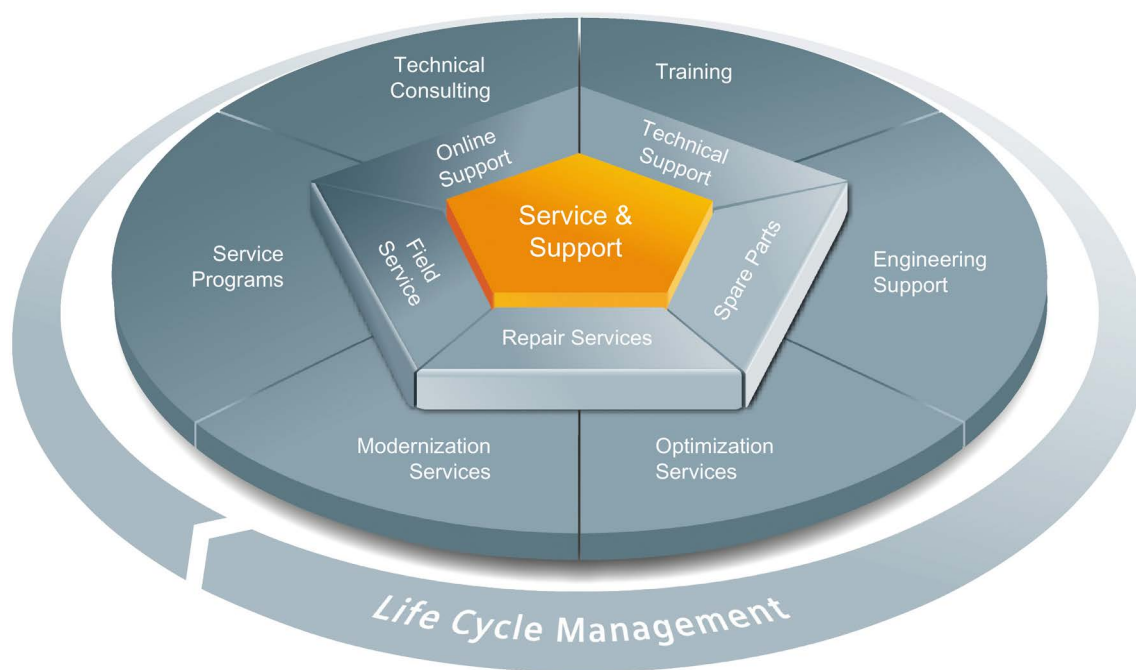 Technical
Consulting
Training
Online
Support
Technical
Support
Service &
Support
Field
Service
Spare Parts
Service
Programs
Engineering
Support
Repair Services
Modernization
Services
Optimization
Services
Life Cycle Management